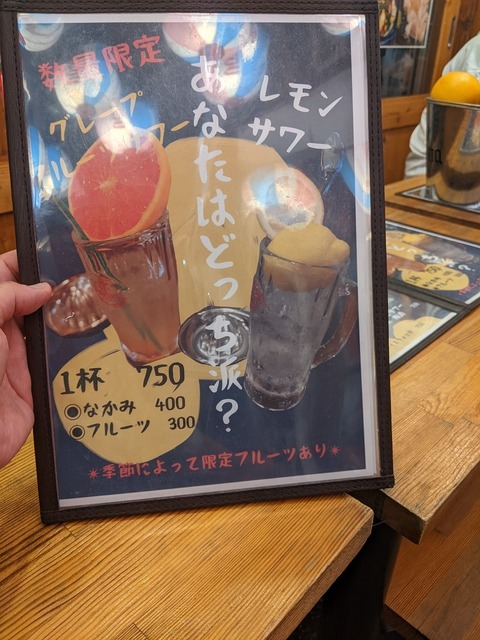 数量限定
グレープ
フルーツサワー
あなたはどっち派?
レモン
サワー
1杯 750
◉なかみ 400
◉フルーツ 300
✴季節によって限定フルーツあり✴